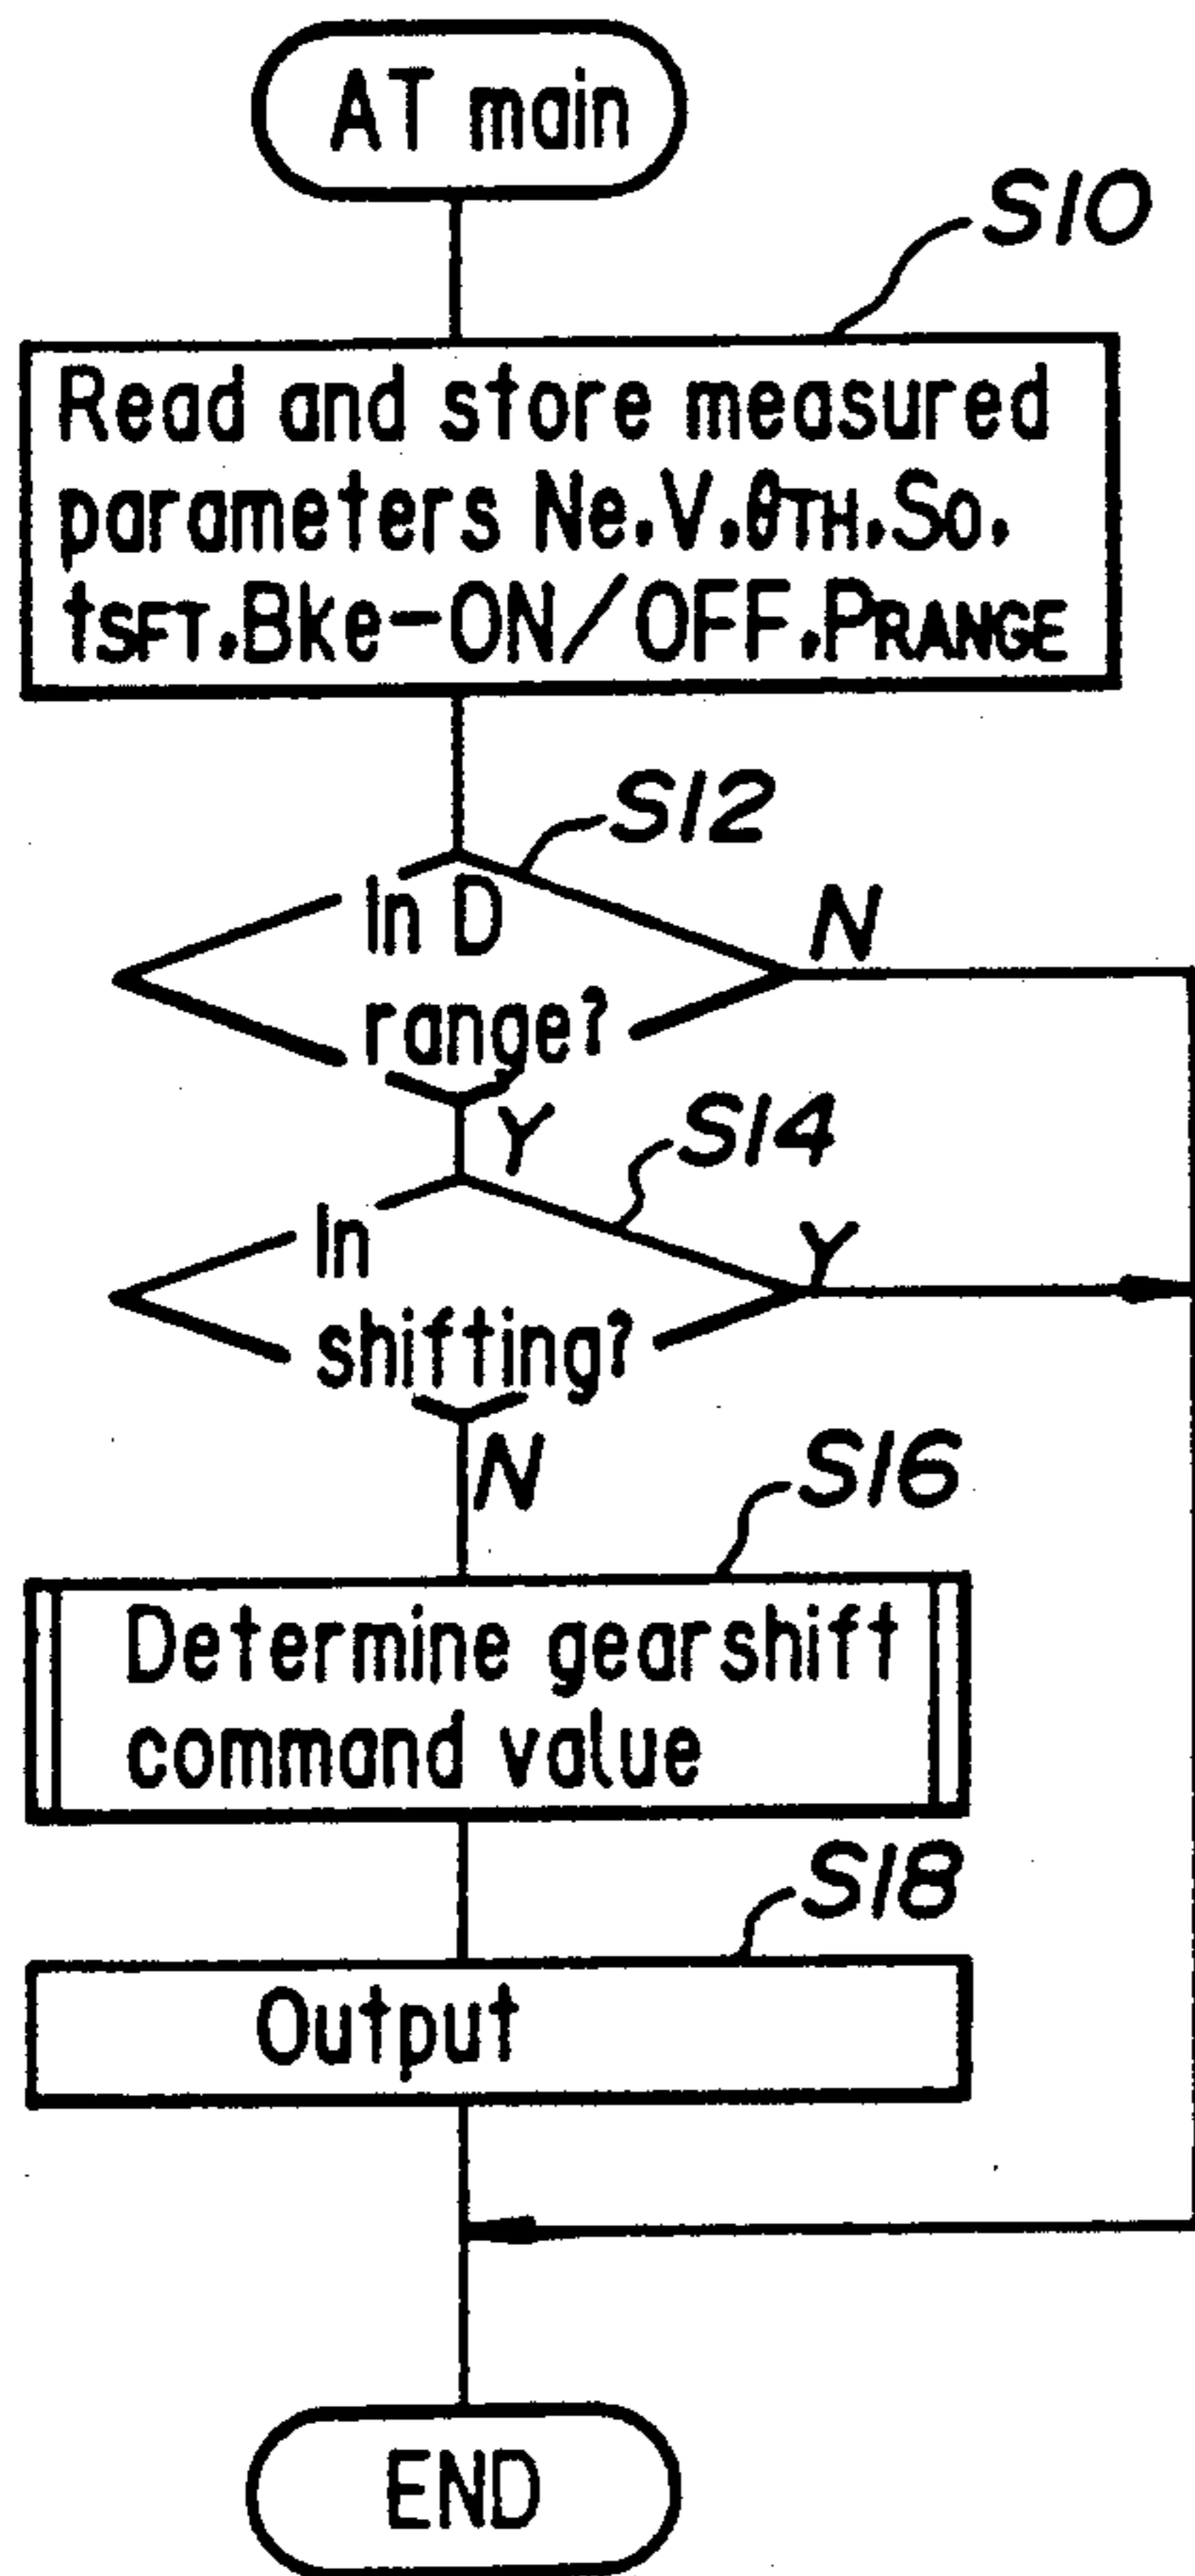 AT main
S10
Read and store measured
parameters Ne.V.θTH.So.
tSFT.Bke-ON/OFF.PRANGE
S12
In D
range?
N
Y
S14
In
shifting?
Y
N
S16
Determine gearshift
command value
S18
Output
END